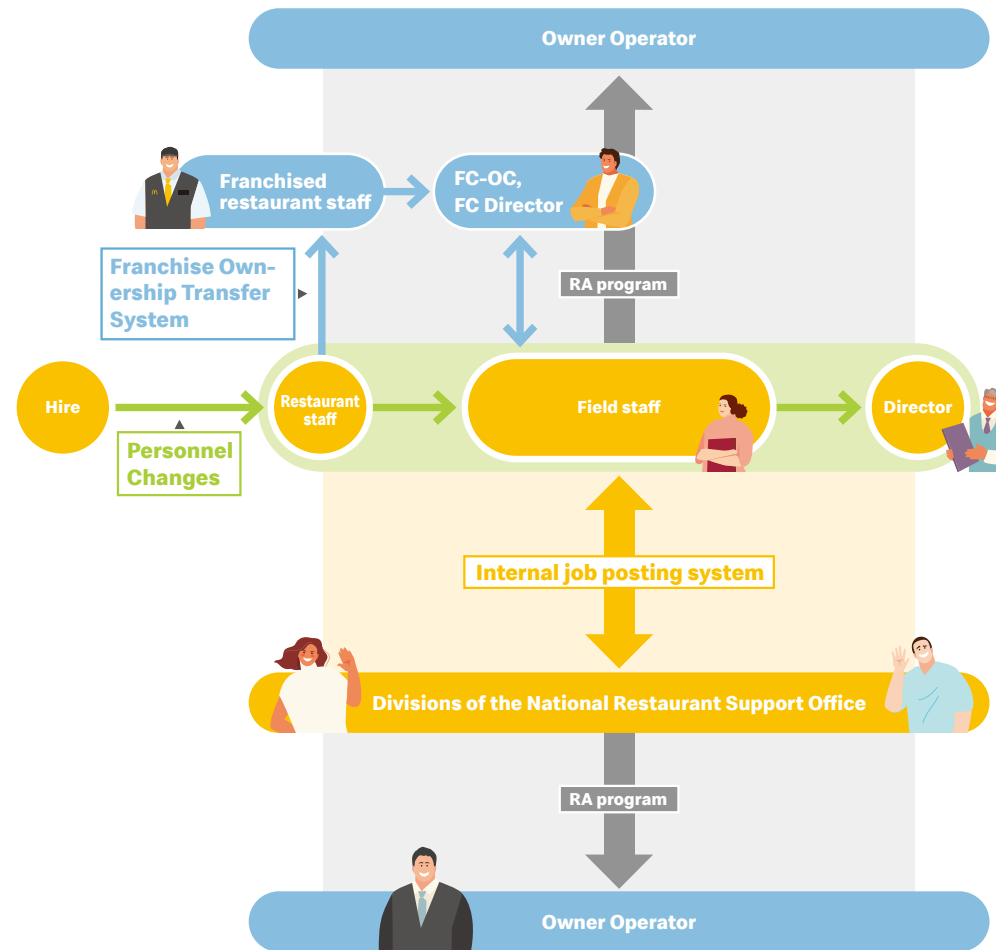 Owner Operator
Franchised
restaurant staff
FC-OC,
FC Director
Franchise Own-
ership Transfer
System
RA program
Hire
Restaurant
staff
Field staff
Director
Personnel
Changes
Internal job posting system
Divisions of the National Restaurant Support Office
RA program
Owner Operator